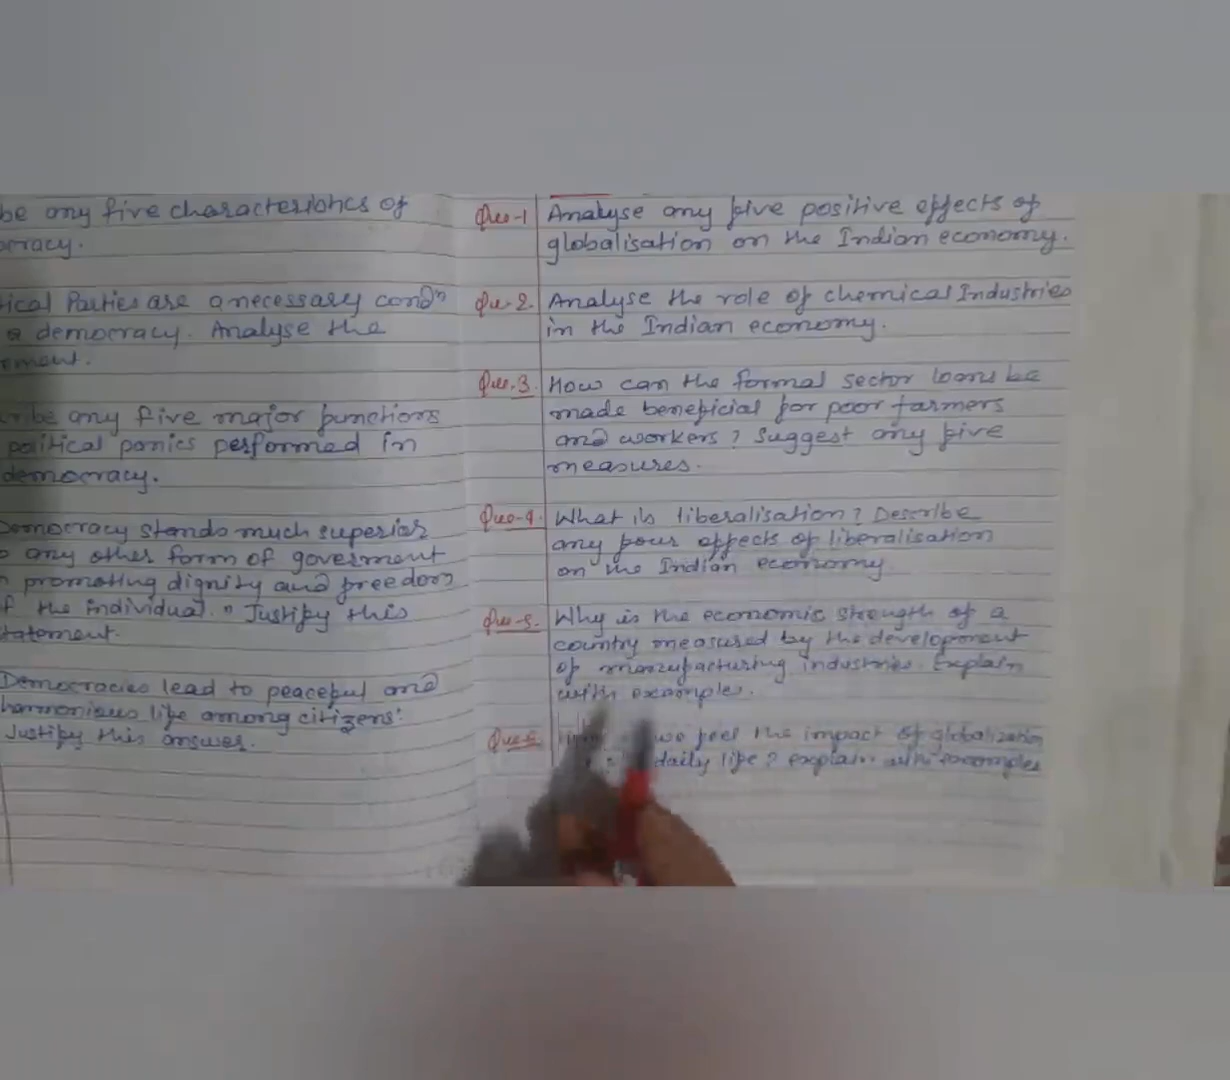 be any five characteristics of
ocracy.
tical Parties are a necessary condn
a democracy. Analyse the
ement.
ribe any five major functions
political parties performed in
democracy.
Democracy stands much superior
o any other form of goverment
n promoting dignity and freedom
f the individual." Justify this
tatement.
Democracies lead to peaceful and
harmonious life among citizens'.
Justify this answer.
Que-1 Analyse any five positive effects of
globalisation on the Indian economy.
Que-2. Analyse the role of chemical Industries
in the Indian economy.
Que.3. How can the formal sector loans be
made beneficial for poor farmers
and workers? Suggest any five
measures.
Que-4. What is liberalisation? Describe
any four effects of liberalisation
on the Indian economy
Que-5. Why is the economic strength of a
country measured by the development
of manufacturing industries. Explain
with examples.
Que-6. we feel the impact of globalization
daily life? explain with examples